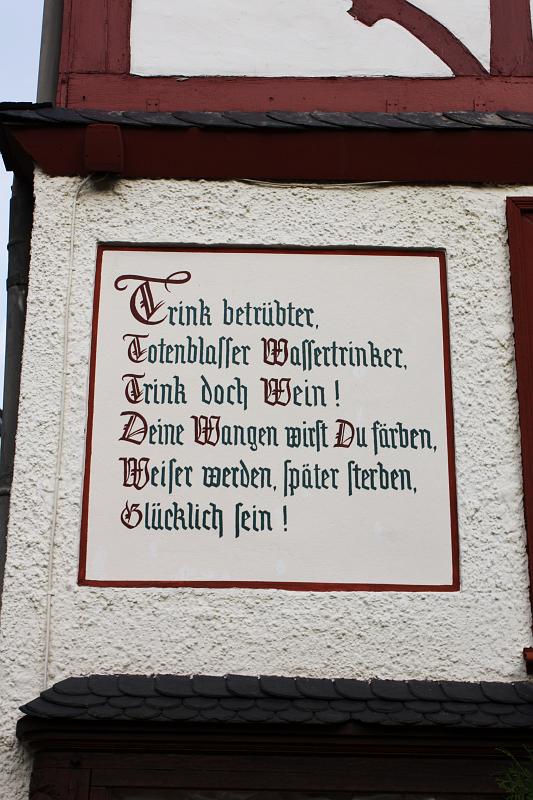 Trink betrübter,
Totenblaſſer Waſſertrinker,
Trink doch Wein!
Deine Wangen wirſt Du färben,
Weiſer werden, ſpäter ſterben,
Glücklich ſein!